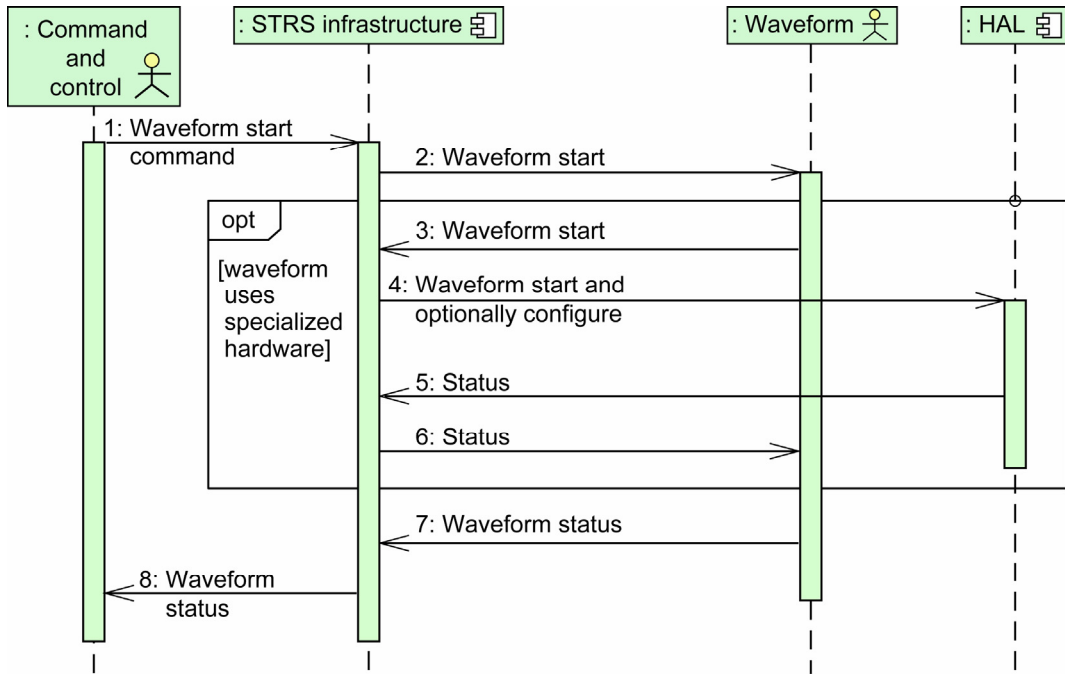 : Command
and
control
: STRS infrastructure
: Waveform
: HAL
1: Waveform start
command
2: Waveform start
opt
3: Waveform start
[waveform
uses
specialized
hardware]
4: Waveform start and
optionally configure
5: Status
6: Status
7: Waveform status
8: Waveform
status